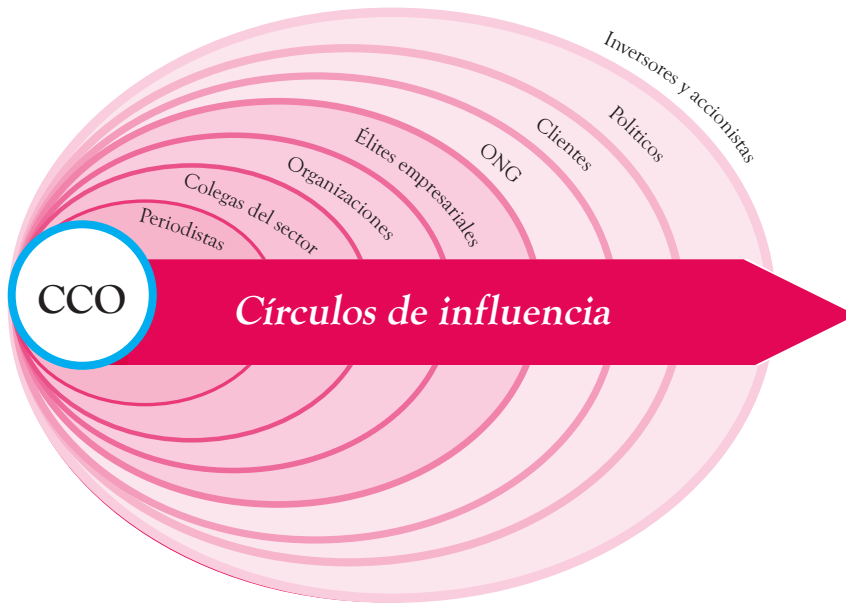 CCO
Círculos de influencia
Periodistas
Colegas del sector
Organizaciones
Élites empresariales
ONG
Clientes
Políticos
Inversores y accionistas